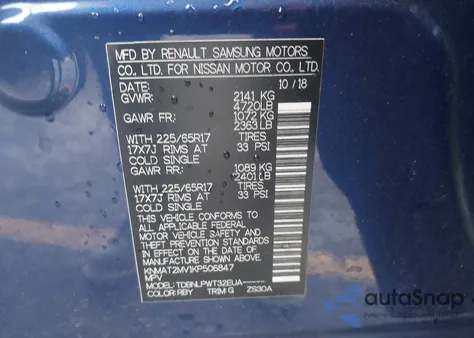 MFD BY RENAULT SAMSUNG MOTORS
CO., LTD. FOR NISSAN MOTOR CO., LTD.
DATE: 10 / 18
GVWR: 2141 KG
4720LB
GAWR FR: 1072 KG
2363LB
WITH 225/65R17 TIRES
17X7J RIMS AT 33 PSI
COLD SINGLE
GAWR RR: 1089 KG
2401LB
WITH 225/65R17 TIRES
17X7J RIMS AT 33 PSI
COLD SINGLE
THIS VEHICLE CONFORMS TO
ALL APPLICABLE FEDERAL
MOTOR VEHICLE SAFETY
STANDARDS IN EFFECT
ON THE DATE OF
MANUFACTURE SHOWN ABOVE.
KNMAT2MV1KP506847
MPV
MODEL: TDBNLPWT32EUA
COLOR: RBY TRIM: G ZS30A
autoSnap
Vehicle Data & Insights